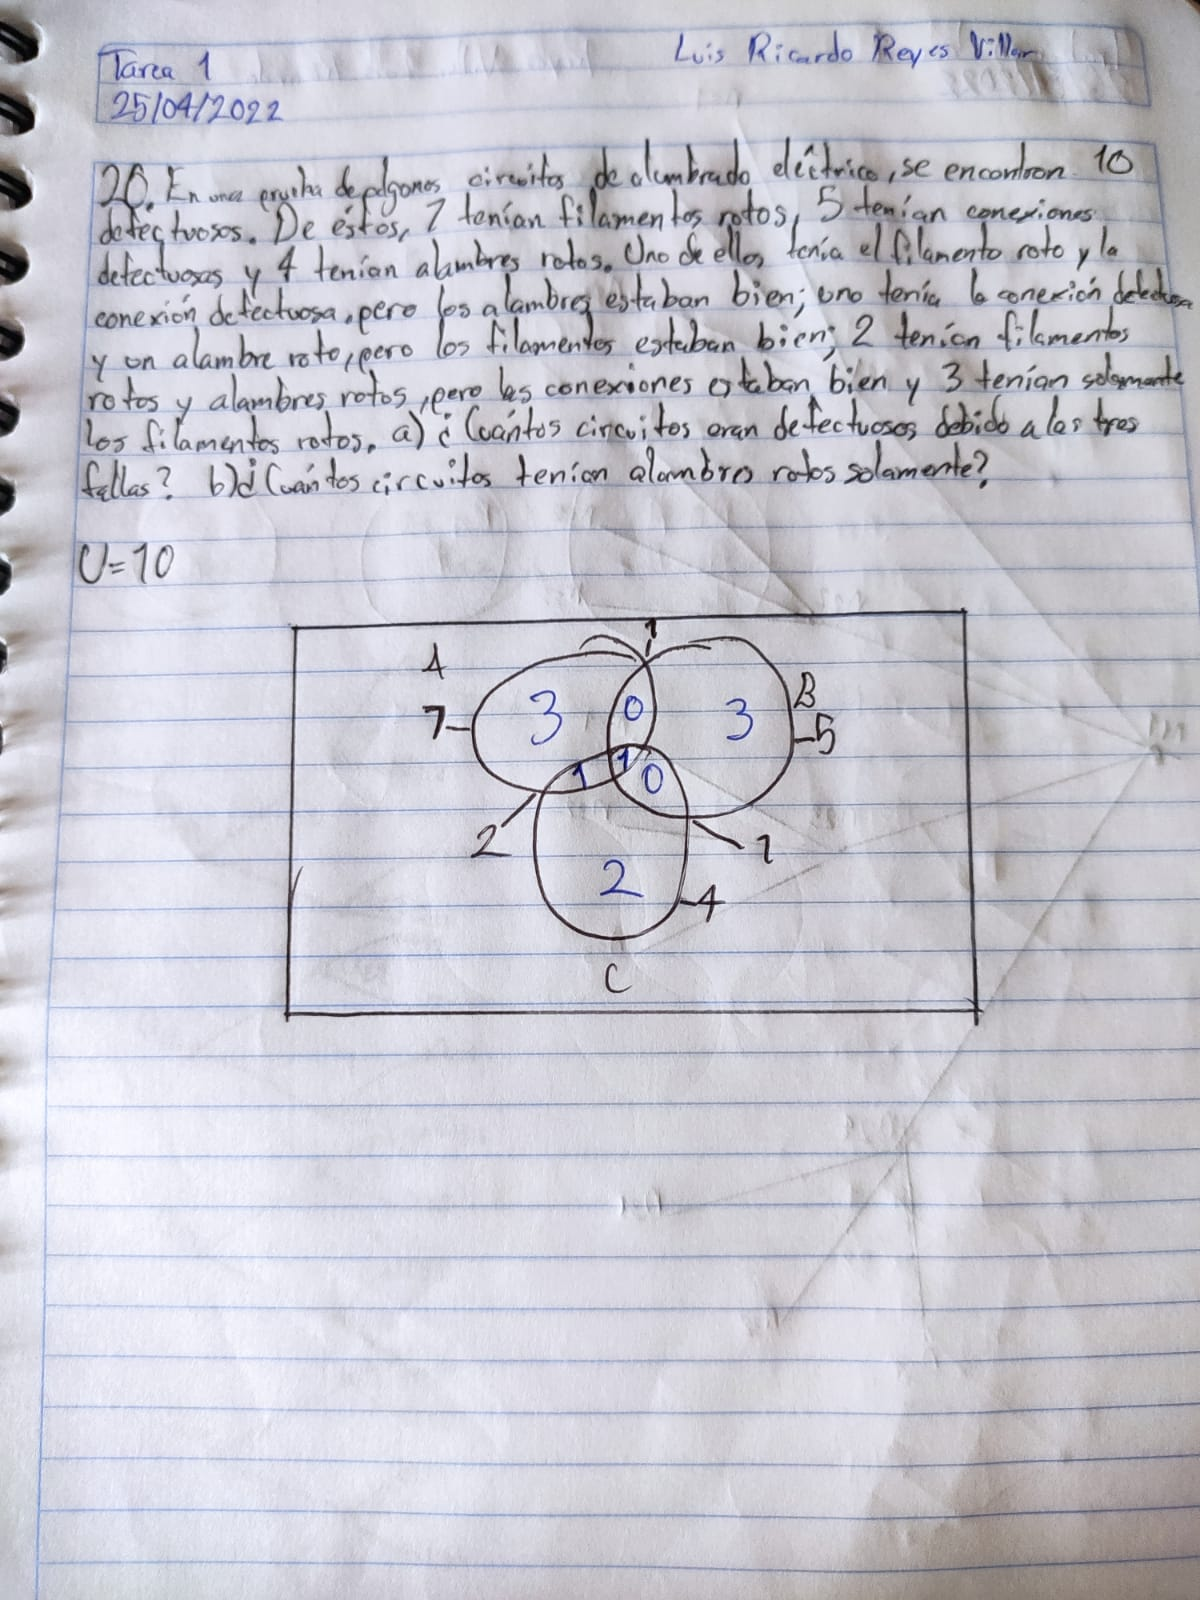 Tarea 1
Luis Ricardo Reyes Villar
25/04/2022
20. En una prueba de algunos circuitos de alumbrado eléctrico, se encontron 10
defectuosos. De éstos, 7 tenían filamentos rotos, 5 tenían conexiones
defectuosas y 4 tenían alambres rotos. Uno de ellos tenía el filamento roto y la
conexión defectuosa, pero los alambres estaban bien; uno tenía la conexión defectuosa
y un alambre roto, pero los filamentos estaban bien; 2 tenían filamentos
rotos y alambres rotos, pero las conexiones estaban bien y 3 tenían solamente
los filamentos rotos. a) ¿Cuántos circuitos eran defectuosos debido a las tres
fallas? b) ¿Cuántos circuitos tenían alambres rotos solamente?
U=10
1
A
B
3 0 3
7
5
1 1 0
2
1
2
4
C